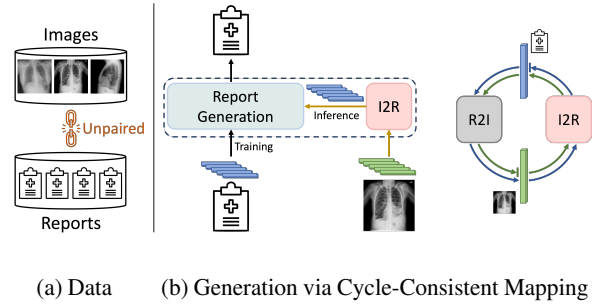 Images
Unpaired
Reports
Report
Generation
Inference
I2R
Training
R2I
I2R
(a) Data
(b) Generation via Cycle-Consistent Mapping